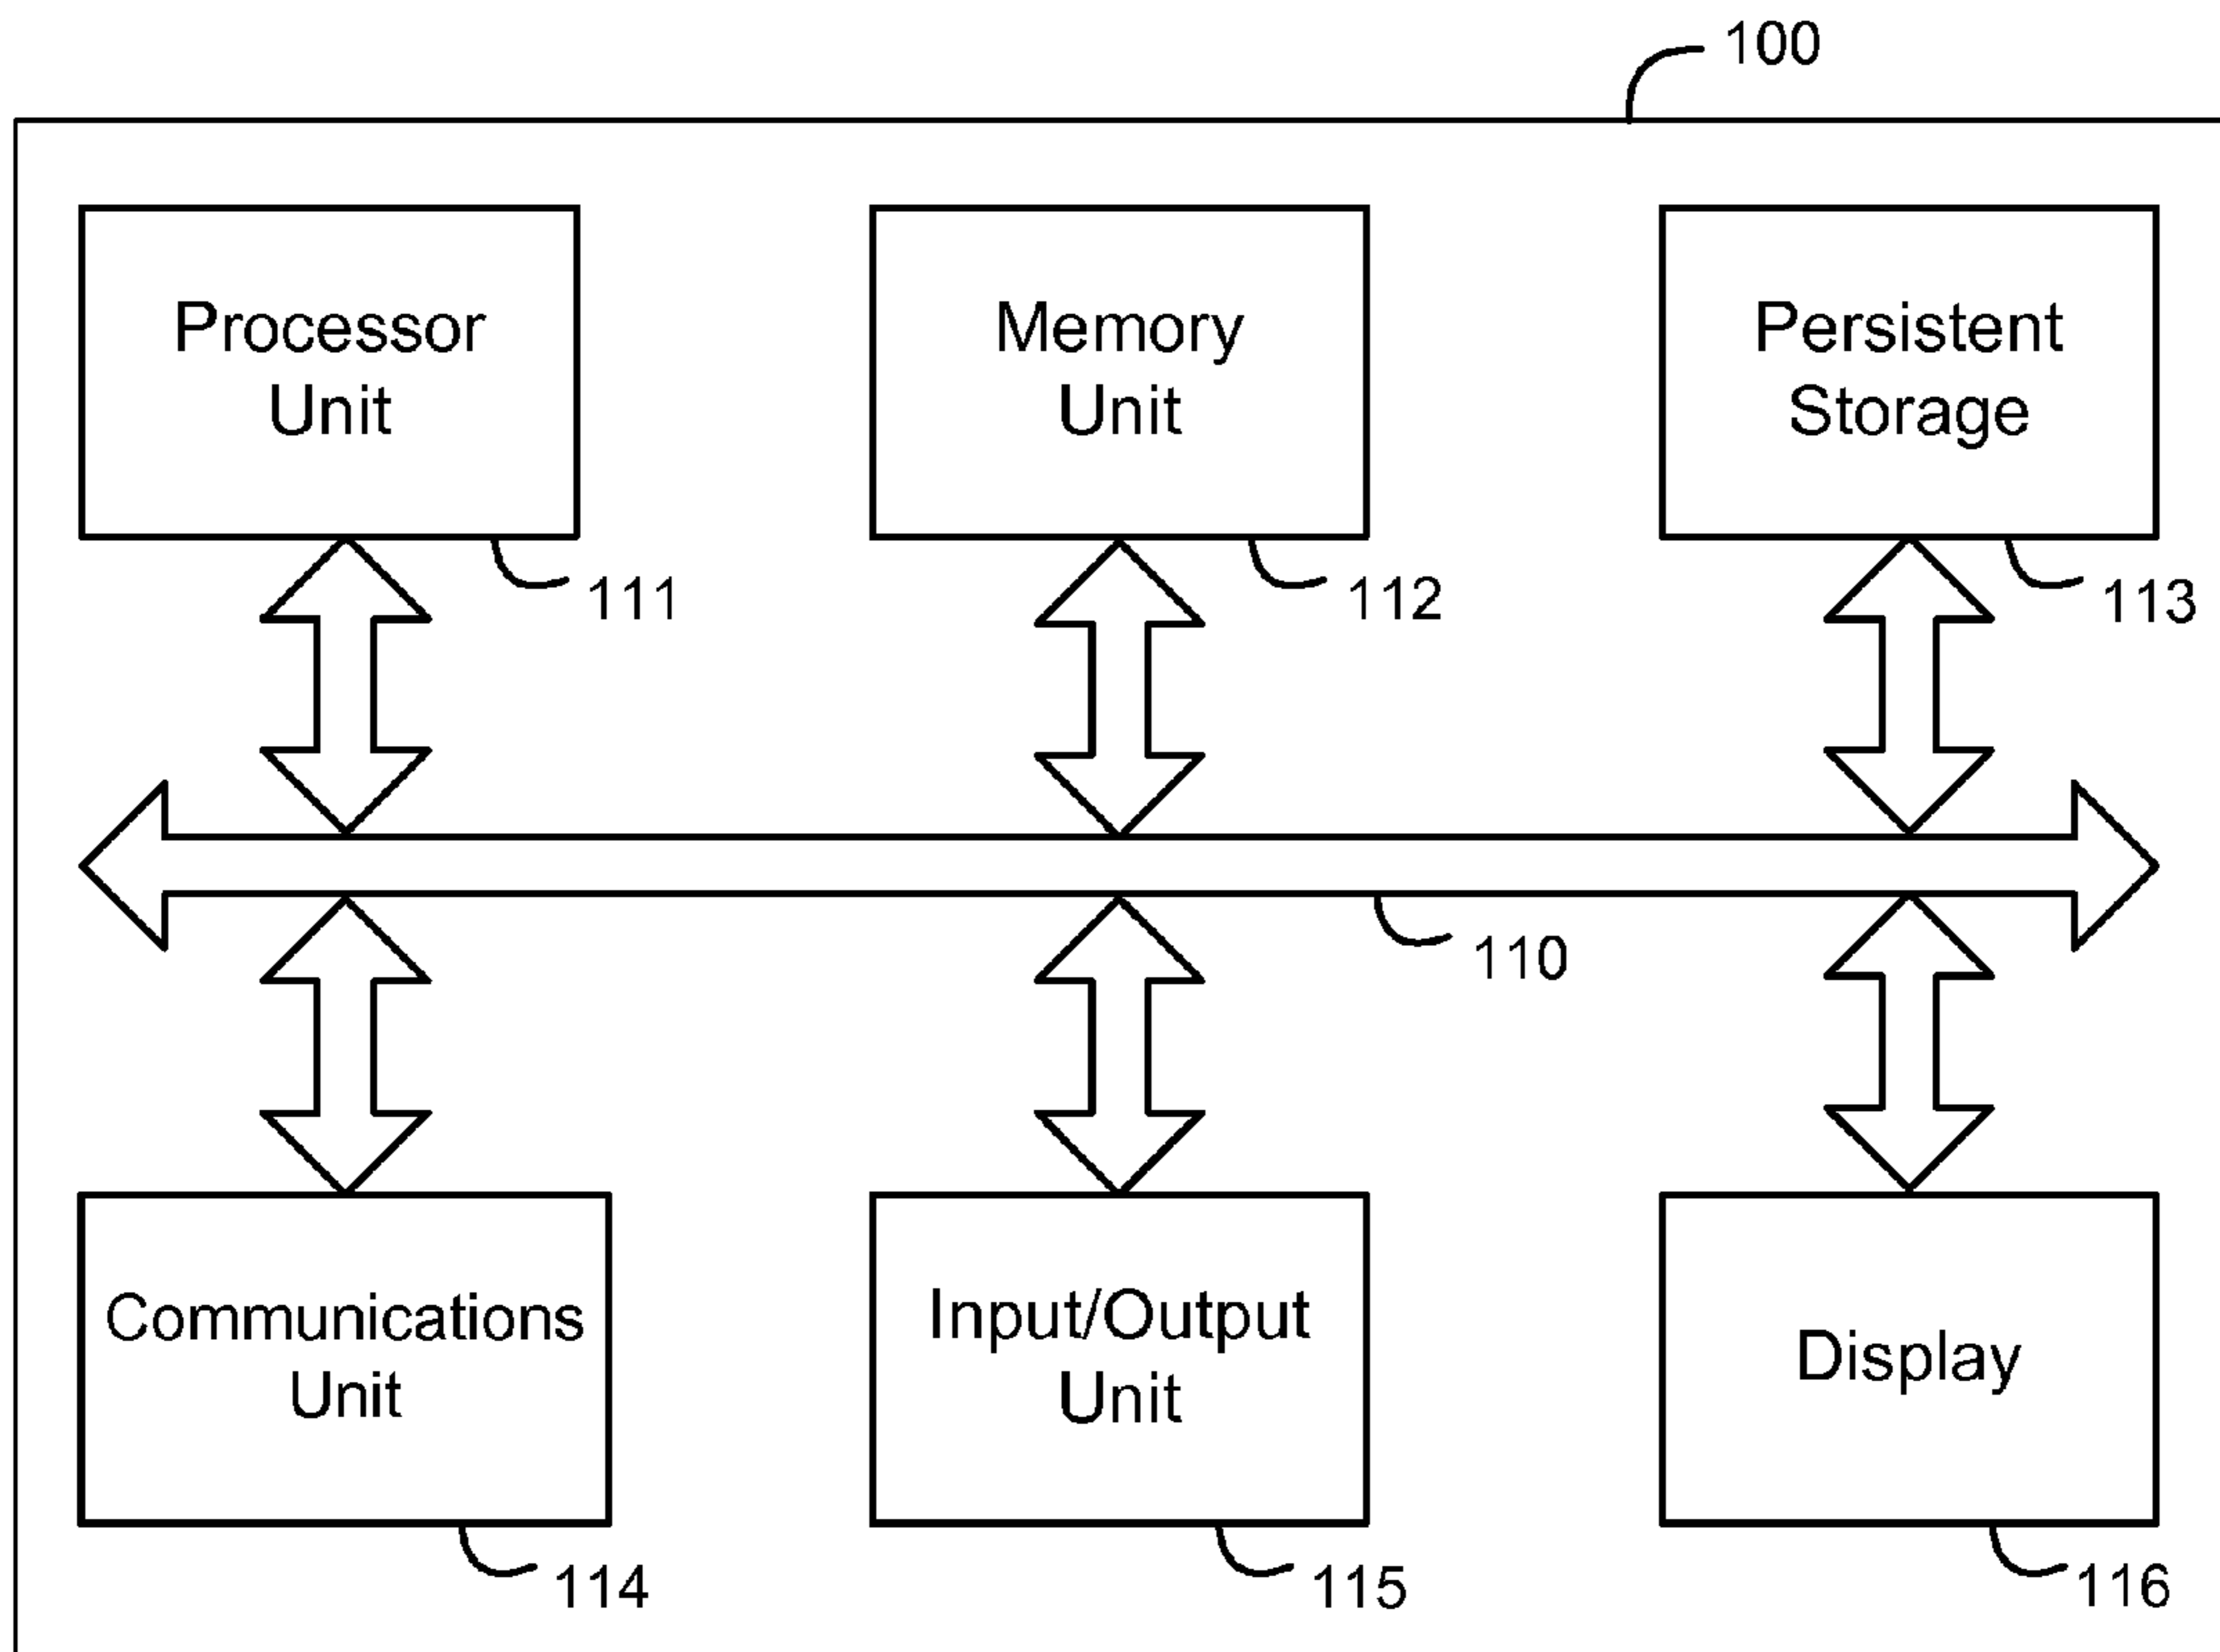 100
Processor
Unit
Memory
Unit
Persistent
Storage
111
112
113
110
Communications
Unit
Input/Output
Unit
Display
114
115
116